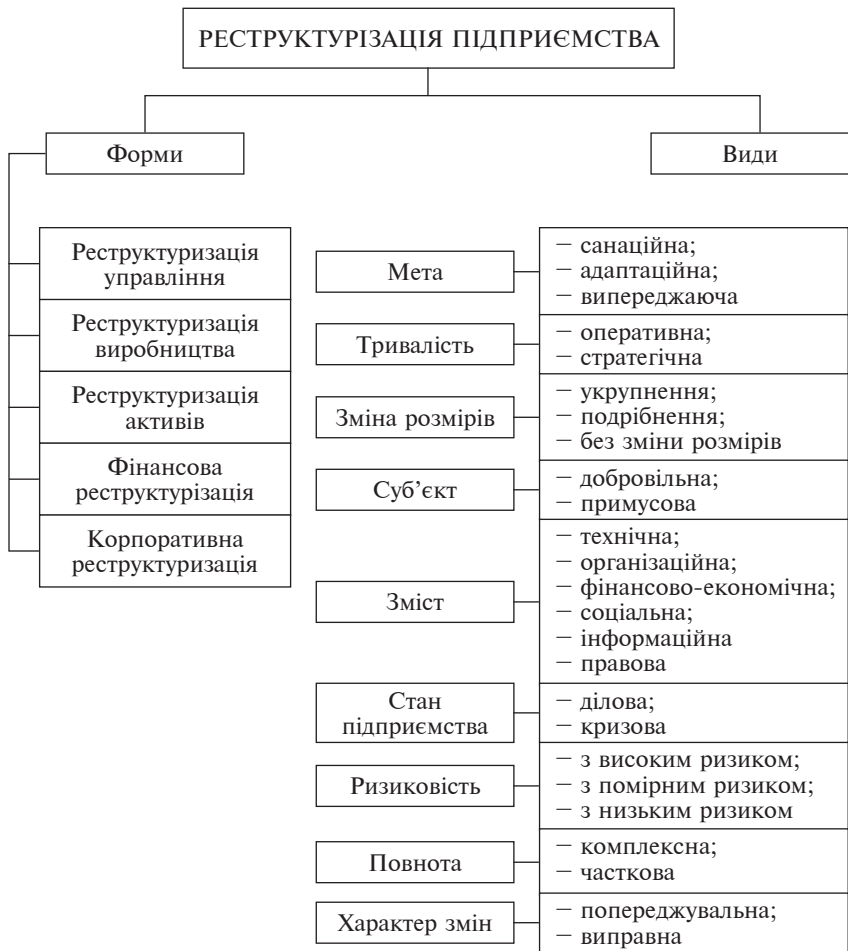 РЕСТРУКТУРІЗАЦІЯ ПІДПРИЄМСТВА
Форми
Види
Реструктуризація
управління
Реструктуризація
виробництва
Реструктуризація
активів
Фінансова
реструктурізація
Корпоративна
реструктуризація
Мета
– санаційна;
– адаптаційна;
– випереджаюча
Тривалість
– оперативна;
– стратегічна
Зміна розмірів
– укрупнення;
– подрібнення;
– без зміни розмірів
Суб’єкт
– добровільна;
– примусова
Зміст
– технічна;
– організаційна;
– фінансово-економічна;
– соціальна;
– інформаційна
– правова
Стан
підприємства
– ділова;
– кризова
Ризиковість
– з високим ризиком;
– з помірним ризиком;
– з низьким ризиком
Повнота
– комплексна;
– часткова
Характер змін
– попереджувальна;
– виправна